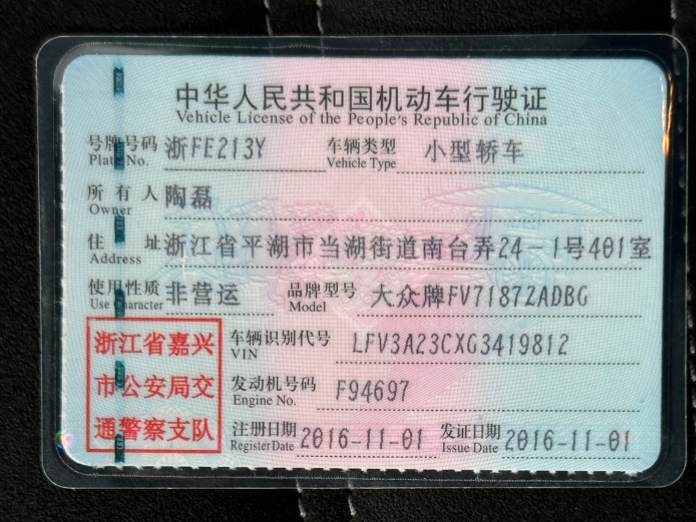 中华人民共和国机动车行驶证
Vehicle License of the People's Republic of China
号牌号码 浙FE213Y 车辆类型 小型轿车
Plate No. Vehicle Type
所有人 陶磊
Owner
住址 浙江省平湖市当湖街道南台弄24-1号401室
Address
使用性质 非营运 品牌型号 大众牌FV7187ZADBG
Use Character Model
浙江省嘉兴
市公安局交
通警察支队
车辆识别代号 LFV3A23CXG3419812
VIN
发动机号码 F94697
Engine No.
注册日期 2016-11-01 发证日期 2016-11-01
Register Date Issue Date